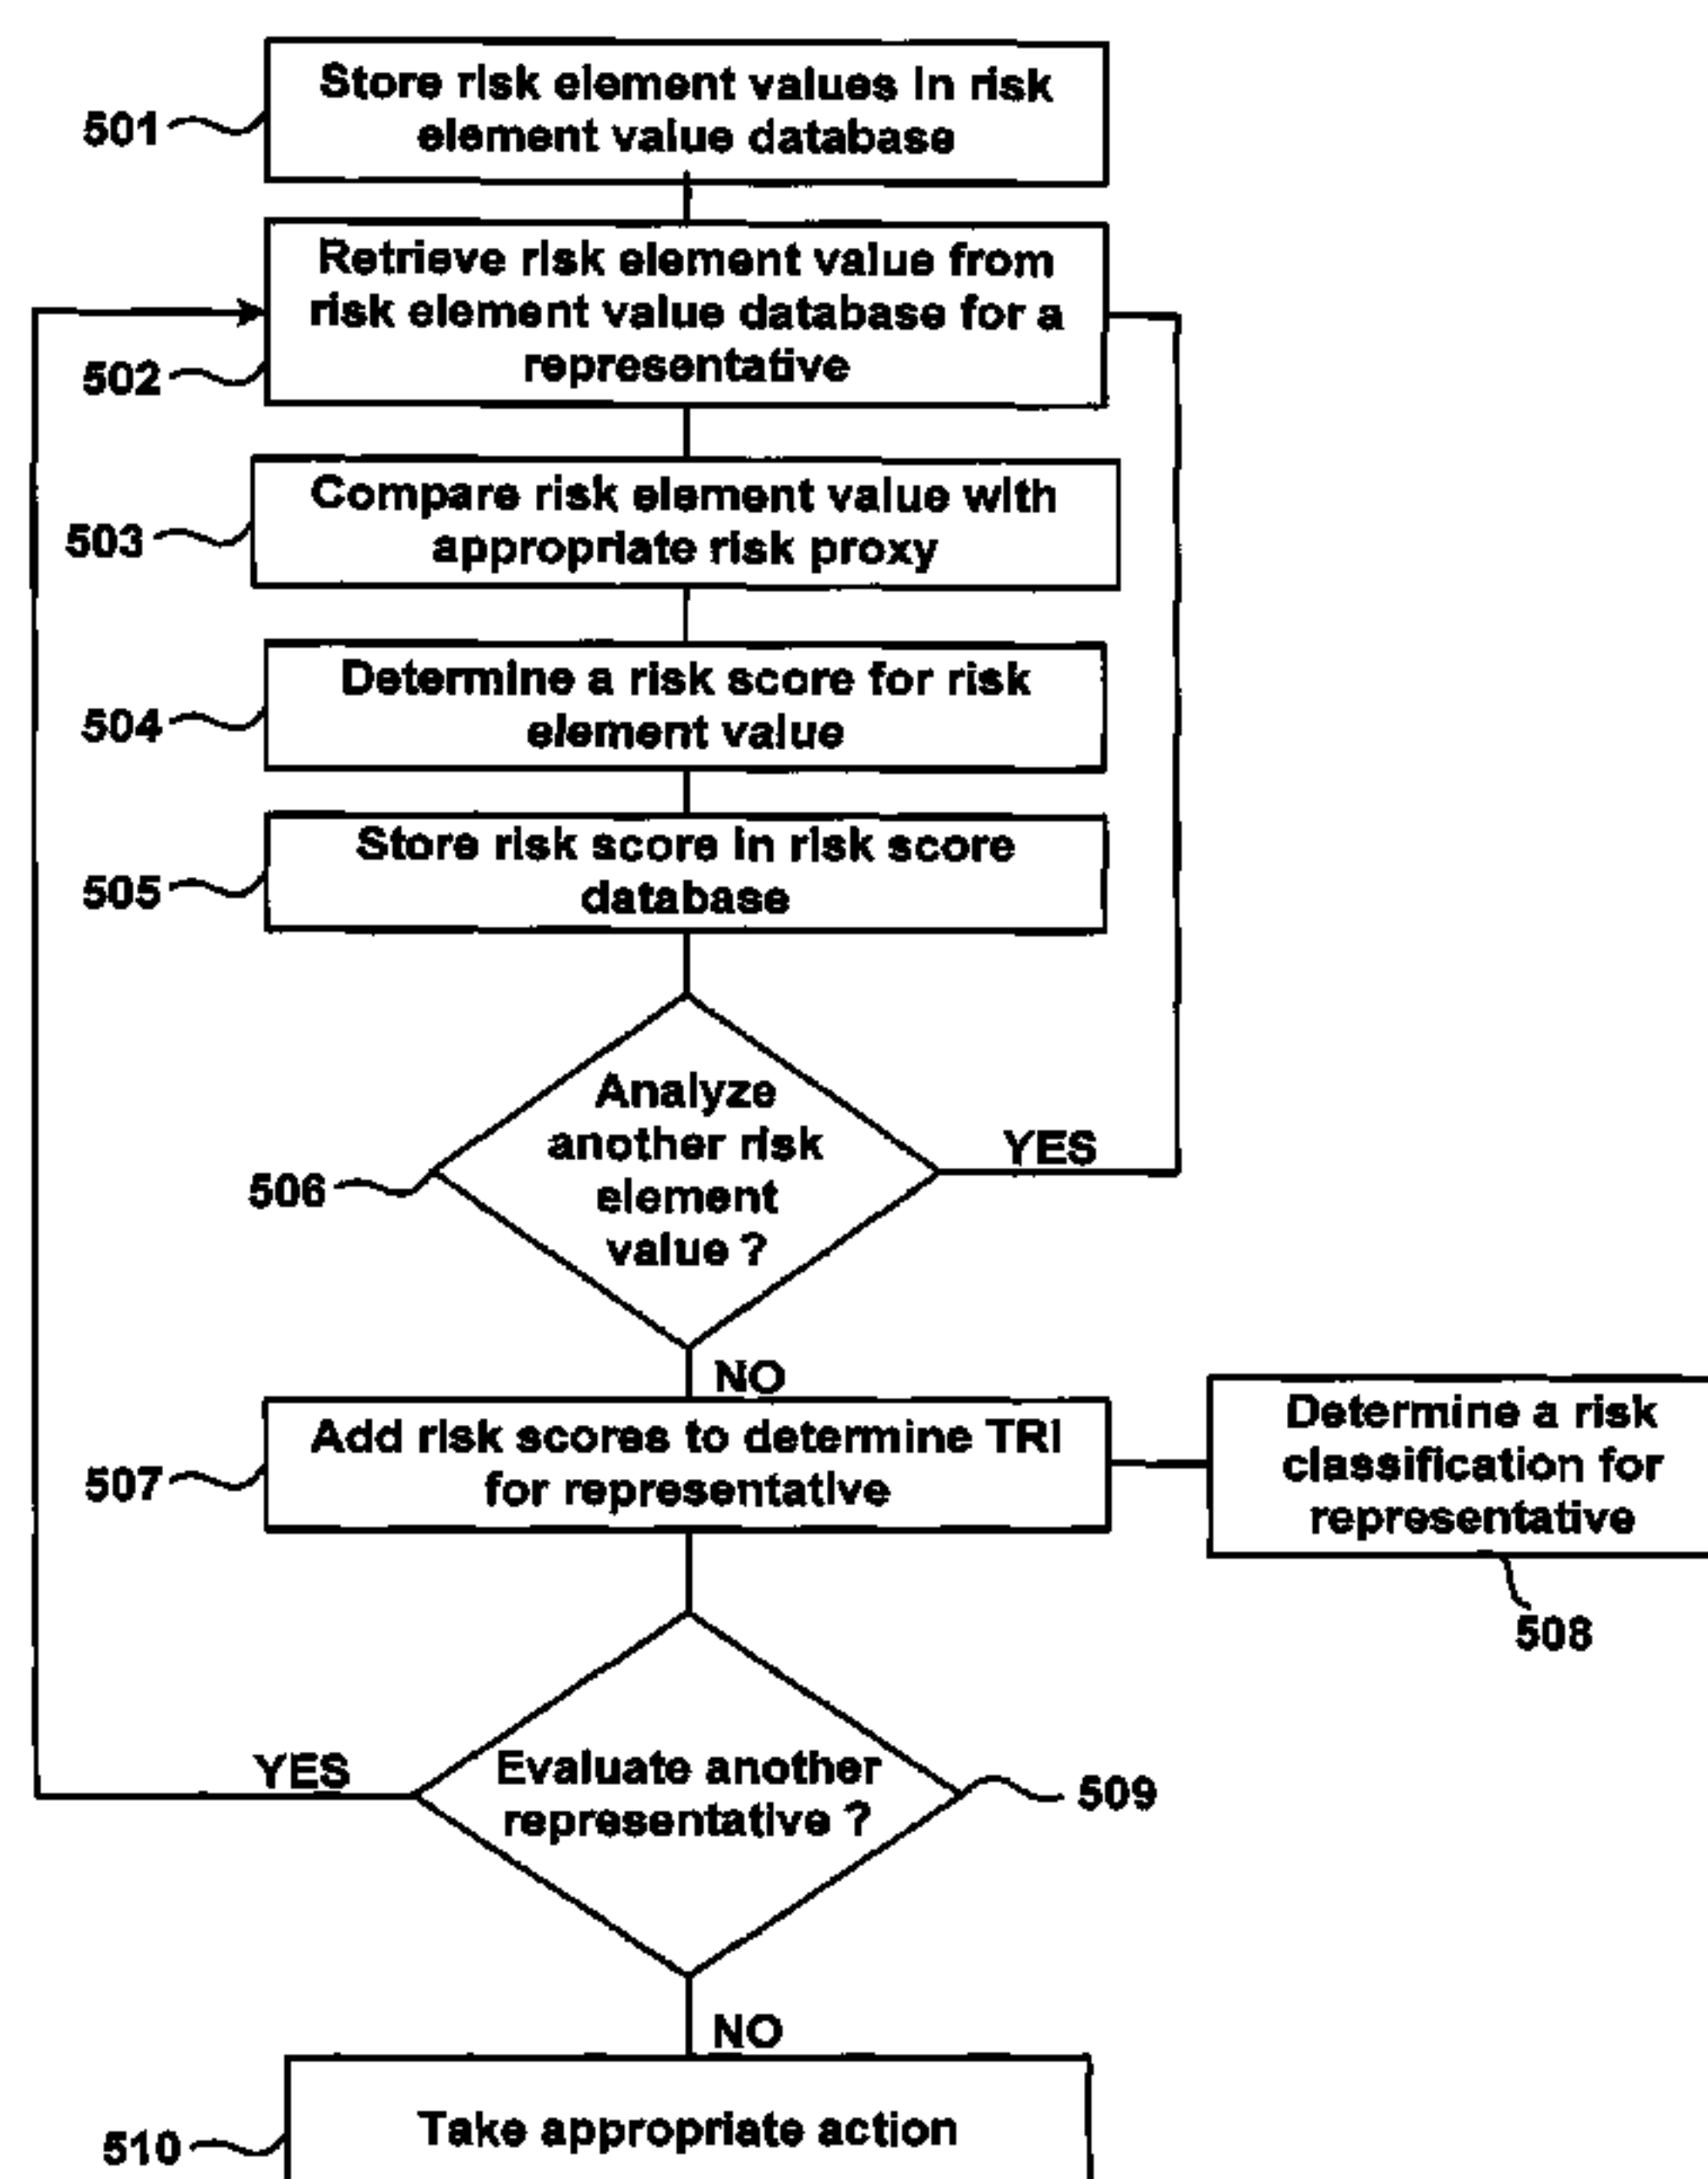 Store risk element values in risk
element value database
501
Retrieve risk element value from
risk element value database for a
representative
502
Compare risk element value with
appropriate risk proxy
503
Determine a risk score for risk
element value
504
Store risk score in risk score
database
505
Analyze
another risk
element
value ?
YES
506
NO
Add risk scores to determine TRI
for representative
507
Determine a risk
classification for
representative
508
YES
Evaluate another
representative ?
509
NO
Take appropriate action
510